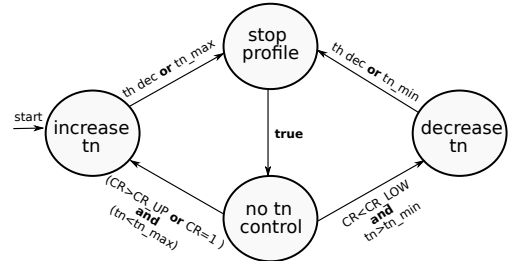 stop
profile
th dec or tn_max
th dec or tn_min
start
increase
tn
true
decrease
tn
(CR>CR_UP or CR=1 )
and
(tn<tn_max)
no tn
control
CR<CR_LOW
and
tn>tn_min